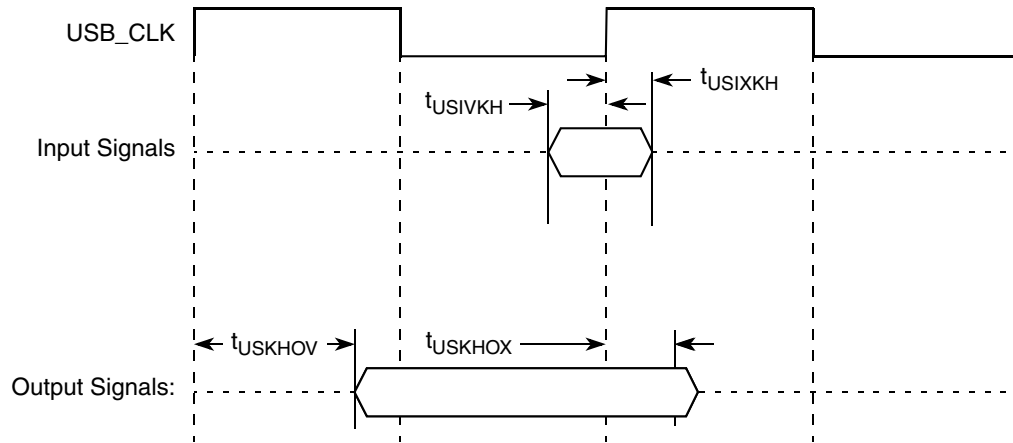 USB_CLK
tUSIXKH
tUSIVKH
Input Signals
tUSKHOV
tUSKHOX
Output Signals: